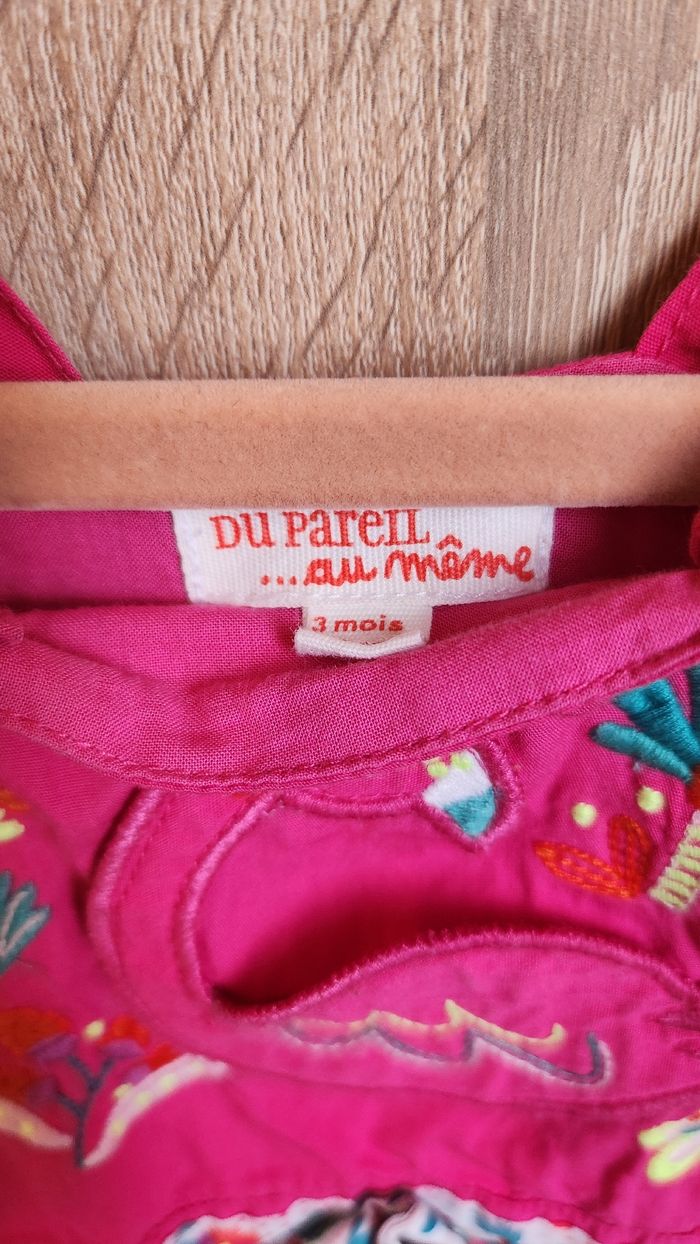 DU PAREIL
...au même
3 mois